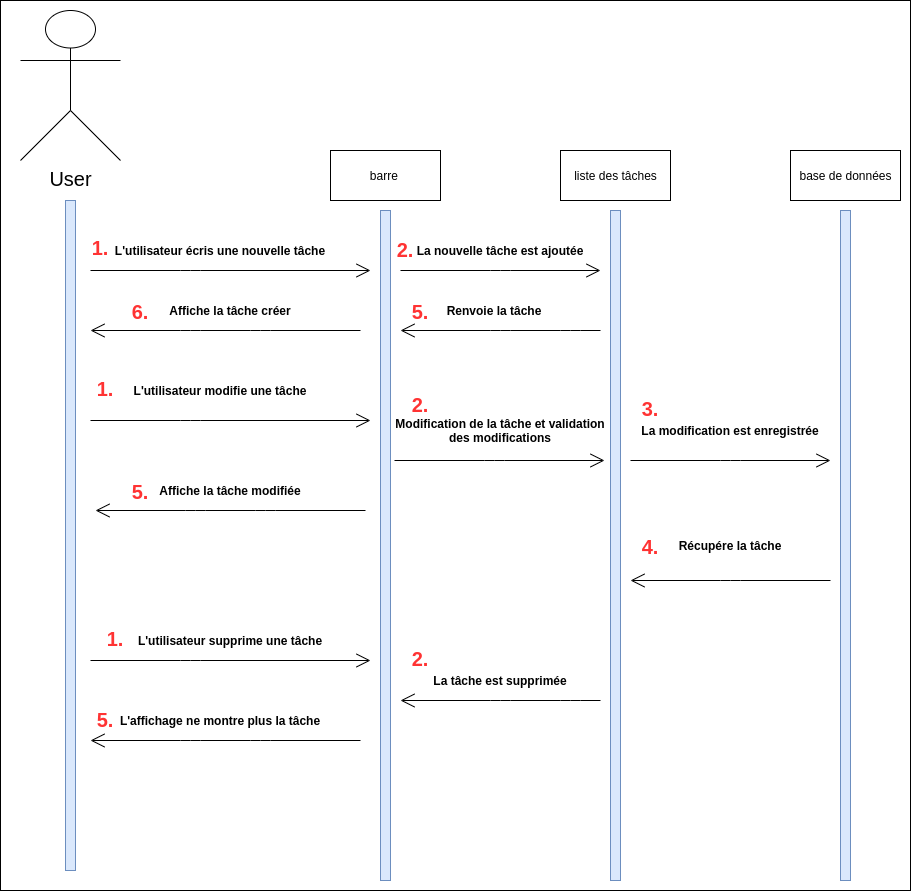 User
barre
liste des tâches
base de données
1. L'utilisateur écris une nouvelle tâche
2. La nouvelle tâche est ajoutée
6. Affiche la tâche créer
5. Renvoie la tâche
1. L'utilisateur modifie une tâche
2.
Modification de la tâche et validation
des modifications
3.
La modification est enregistrée
5. Affiche la tâche modifiée
4. Récupére la tâche
1. L'utilisateur supprime une tâche
2.
La tâche est supprimée
5. L'affichage ne montre plus la tâche